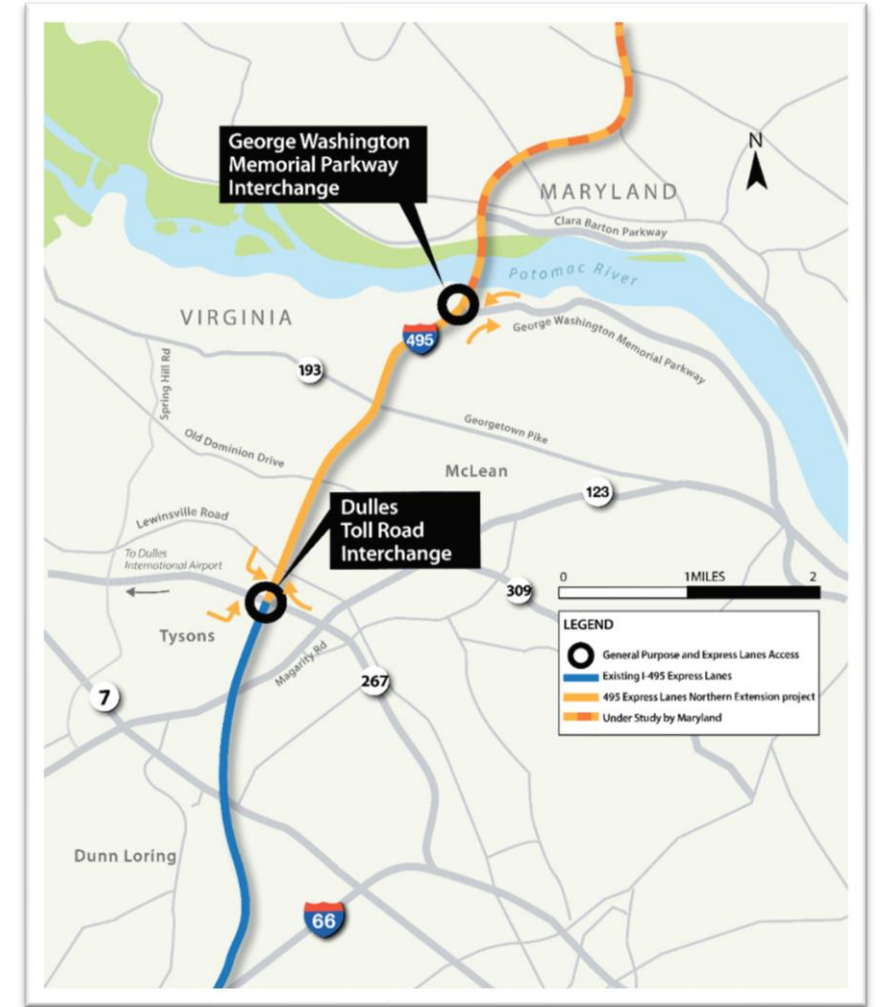 N
George Washington
Memorial Parkway
Interchange
MARYLAND
Clara Barton Parkway
Potomac River
VIRGINIA
495
George Washington Memorial Parkway
193
Spring Hill Rd
Georgetown Pike
Old Dominion Drive
McLean
123
Dulles
Toll Road
Interchange
Lewinsville Road
To Dulles
International Airport
0 1 MILES 2
309
LEGEND
General Purpose and Express Lanes Access
Existing I-495 Express Lanes
495 Express Lanes Northern Extension project
Under Study by Maryland
Tysons
Magarity Rd
267
7
Dunn Loring
66